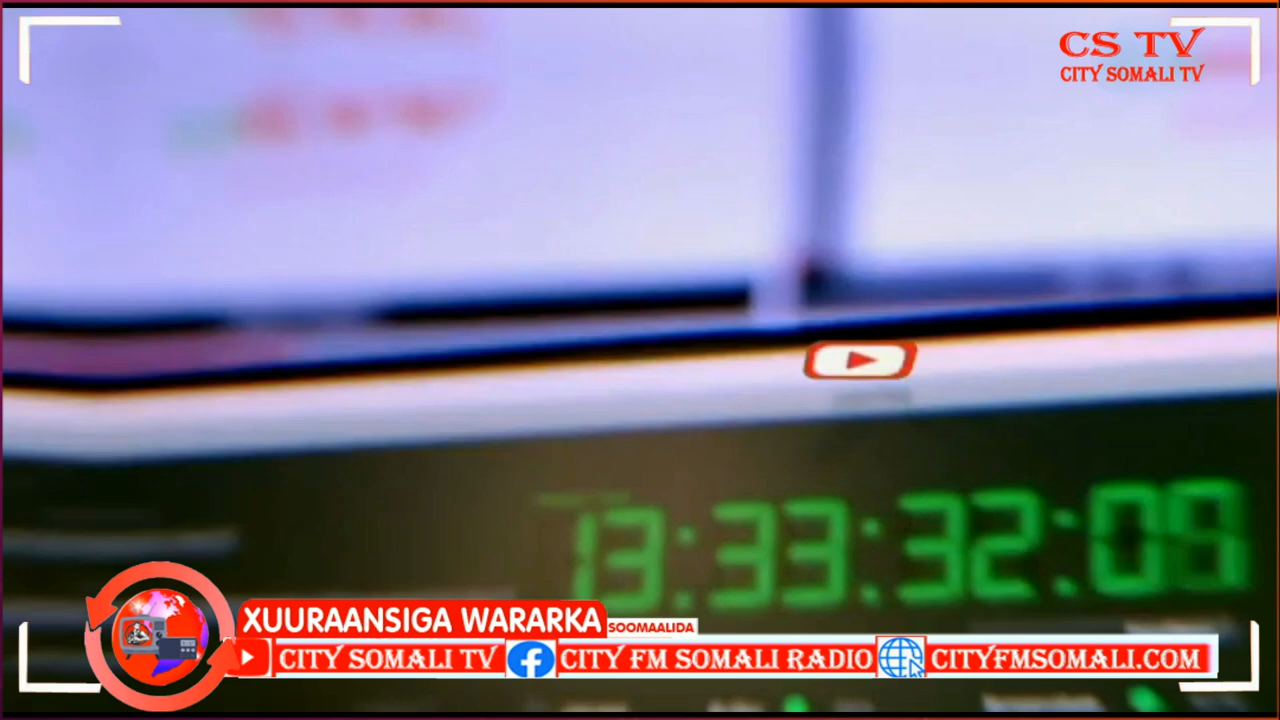 CS TV
CITY SOMALI TV
13:33:32:09
XUURAANSIGA WARARKA
SOOMAALIDA
CITY SOMALI TV CITY FM SOMALI RADIO CITYFMSOMALI.COM